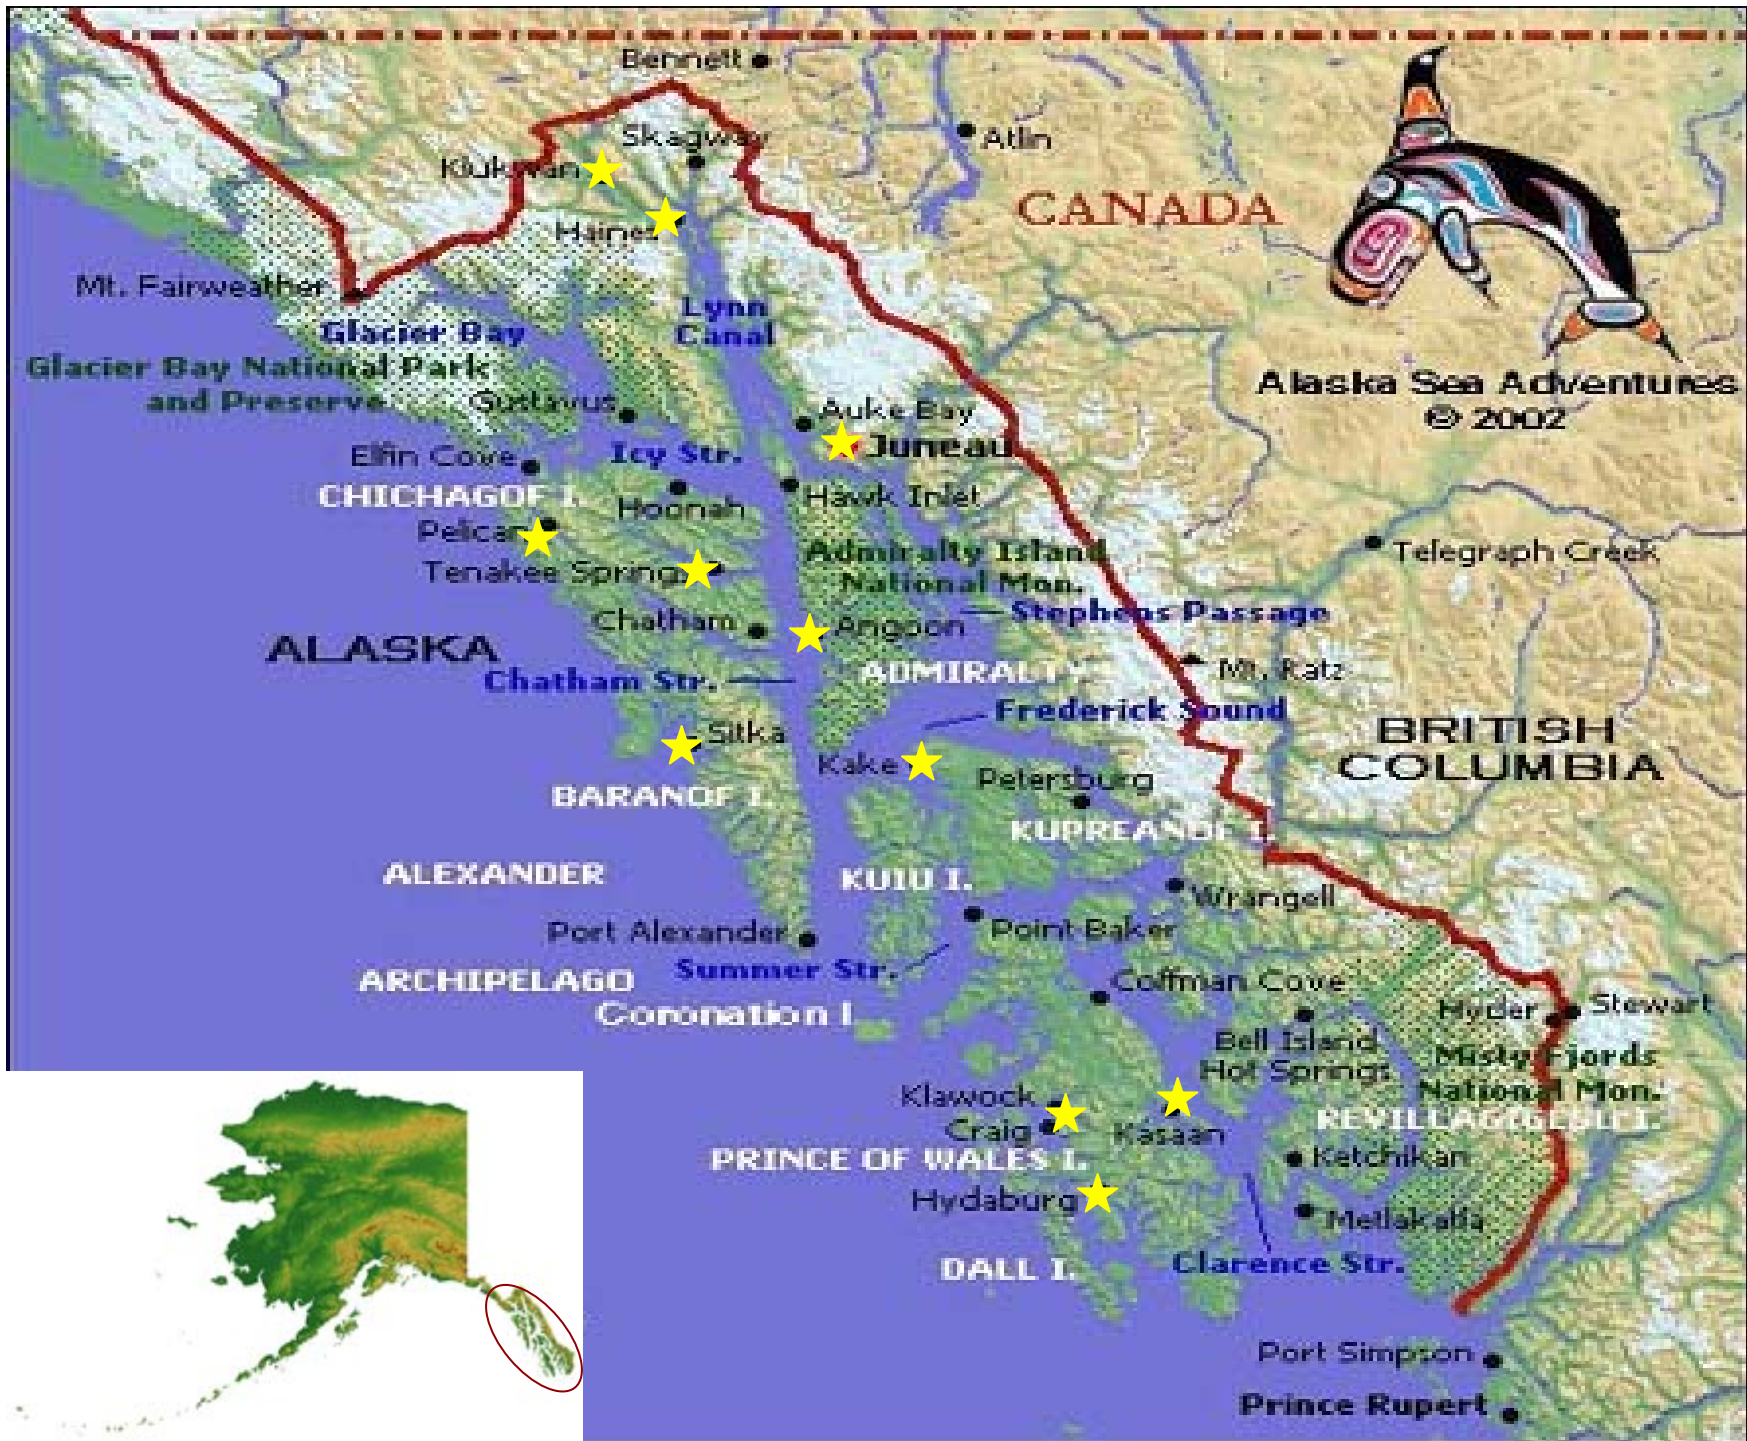 Bennett
Skagway
Atlin
Klukwan
CANADA
Haines
Mt. Fairweather
Lynn
Canal
Glacier Bay
Glacier Bay National Park
and Preserve
Alaska Sea Adventures
© 2002
Gustavus
Auke Bay
Juneau
Elfin Cove
Icy Str.
CHICHAGOF I.
Hoonah
Hawk Inlet
Pelican
Admiralty Island
National Mon.
Telegraph Creek
Tenakee Springs
Stephens Passage
Chatham
Angoon
ALASKA
ADMIRALTY
Mt. Ratz
Chatham Str.
Frederick Sound
Sitka
BRITISH
COLUMBIA
Kake
Petersburg
BARANOF I.
KUPREANOF I.
ALEXANDER
KUIU I.
Wrangell
Port Alexander
Point Baker
Summer Str.
ARCHIPELAGO
Coffman Cove
Coronation I
Hyder
Stewart
Bell Island
Hot Springs
Misty Fjords
National Mon.
Klawock
REVILLAGIGEDO I.
Craig
Kasaan
PRINCE OF WALES I.
Ketchikan
Hydaburg
Metlakatla
DALL I.
Clarence Str.
Port Simpson
Prince Rupert